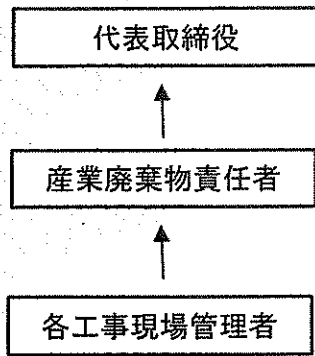 代表取締役
産業廃棄物責任者
各工事現場管理者